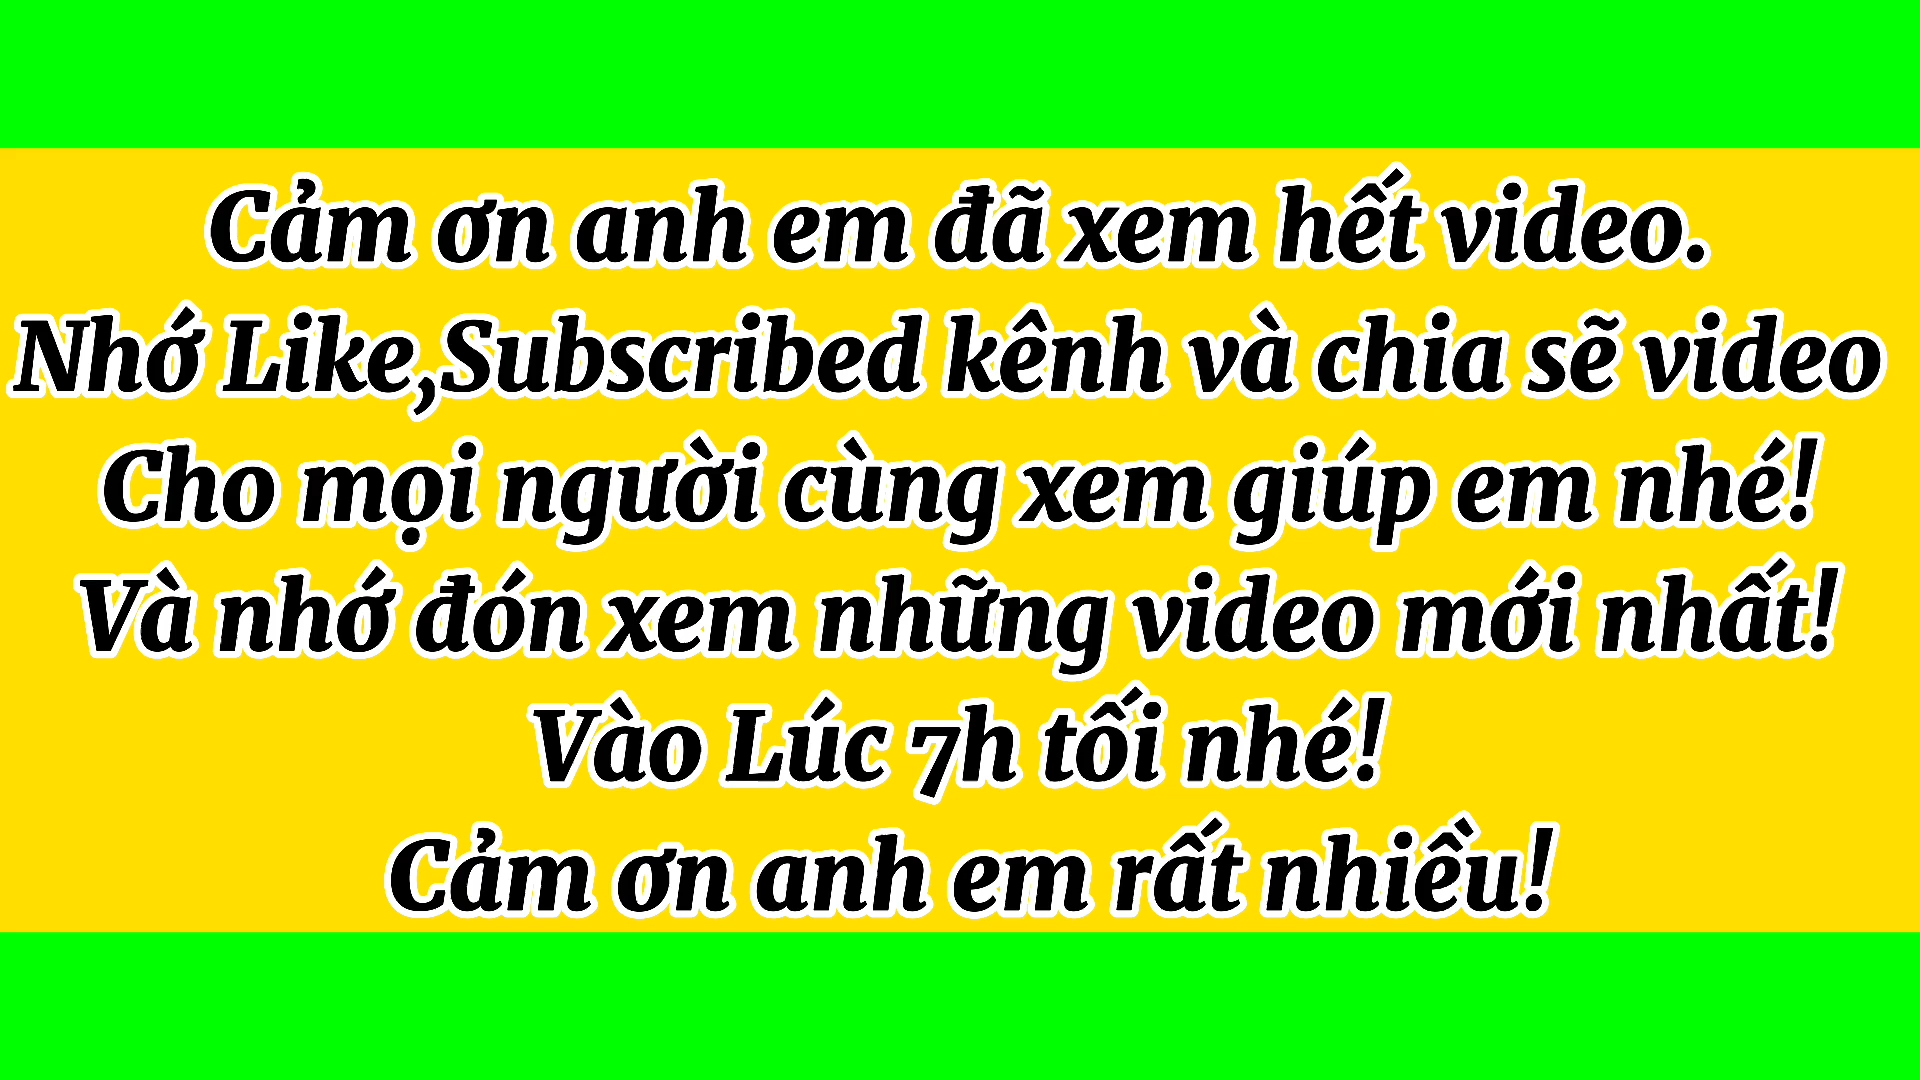 Cảm ơn anh em đã xem hết video.
Nhớ Like,Subscribed kênh và chia sẽ video
Cho mọi người cùng xem giúp em nhé!
Và nhớ đón xem những video mới nhất!
Vào Lúc 7h tối nhé!
Cảm ơn anh em rất nhiều!